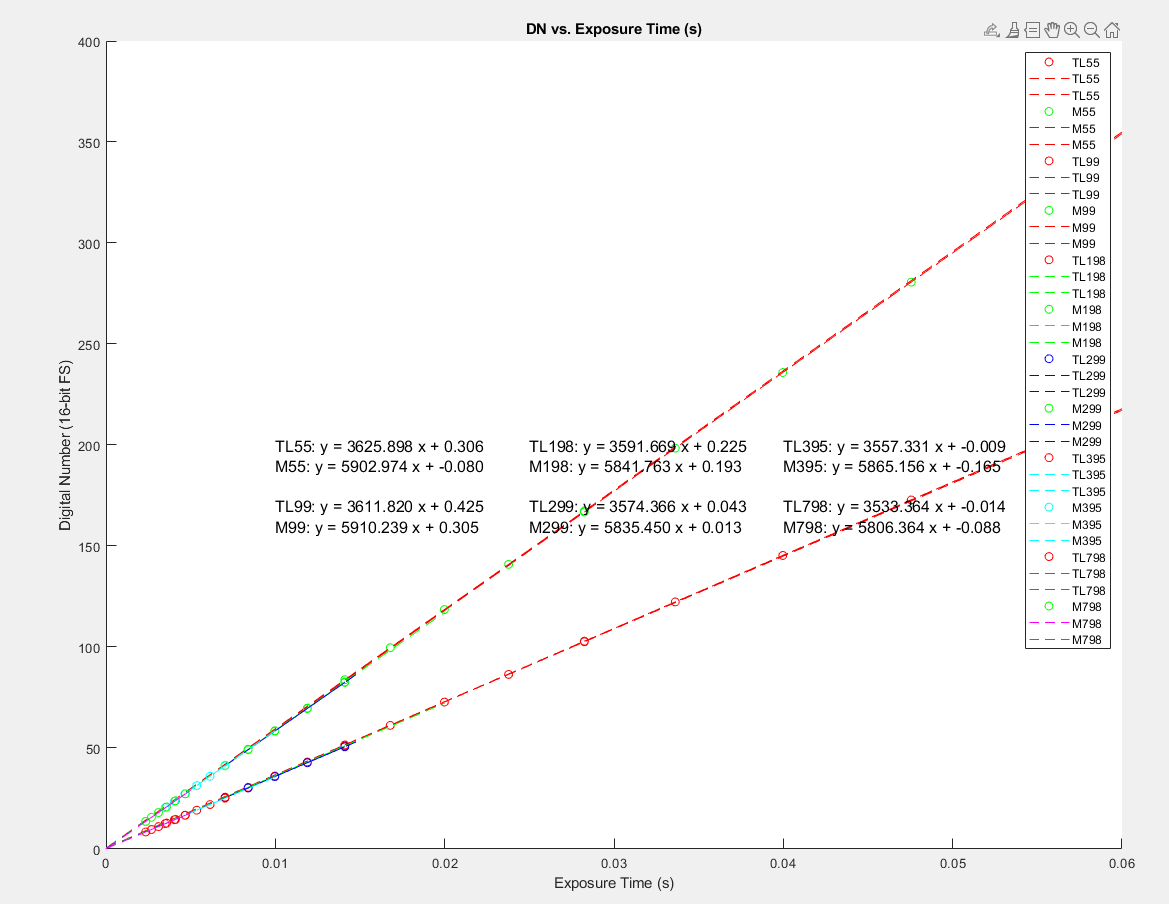 DN vs. Exposure Time (s)
400
350
300
250
200
150
100
50
0
Digital Number (16-bit FS)
TL55: y = 3625.898 x + 0.306
M55: y = 5902.974 x + -0.080
TL99: y = 3611.820 x + 0.425
M99: y = 5910.239 x + 0.305
TL198: y = 3591.669 x + 0.225
M198: y = 5841.763 x + 0.193
TL299: y = 3574.366 x + 0.043
M299: y = 5835.450 x + 0.013
TL395: y = 3557.331 x + -0.009
M395: y = 5865.156 x + -0.165
TL798: y = 3533.364 x + -0.014
M798: y = 5806.364 x + -0.088
TL55
TL55
TL55
M55
M55
M55
TL99
TL99
TL99
M99
M99
M99
TL198
TL198
TL198
M198
M198
M198
TL299
TL299
TL299
M299
M299
M299
TL395
TL395
TL395
M395
M395
M395
TL798
TL798
TL798
M798
M798
M798
0
0.01
0.02
0.03
0.04
0.05
0.06
Exposure Time (s)